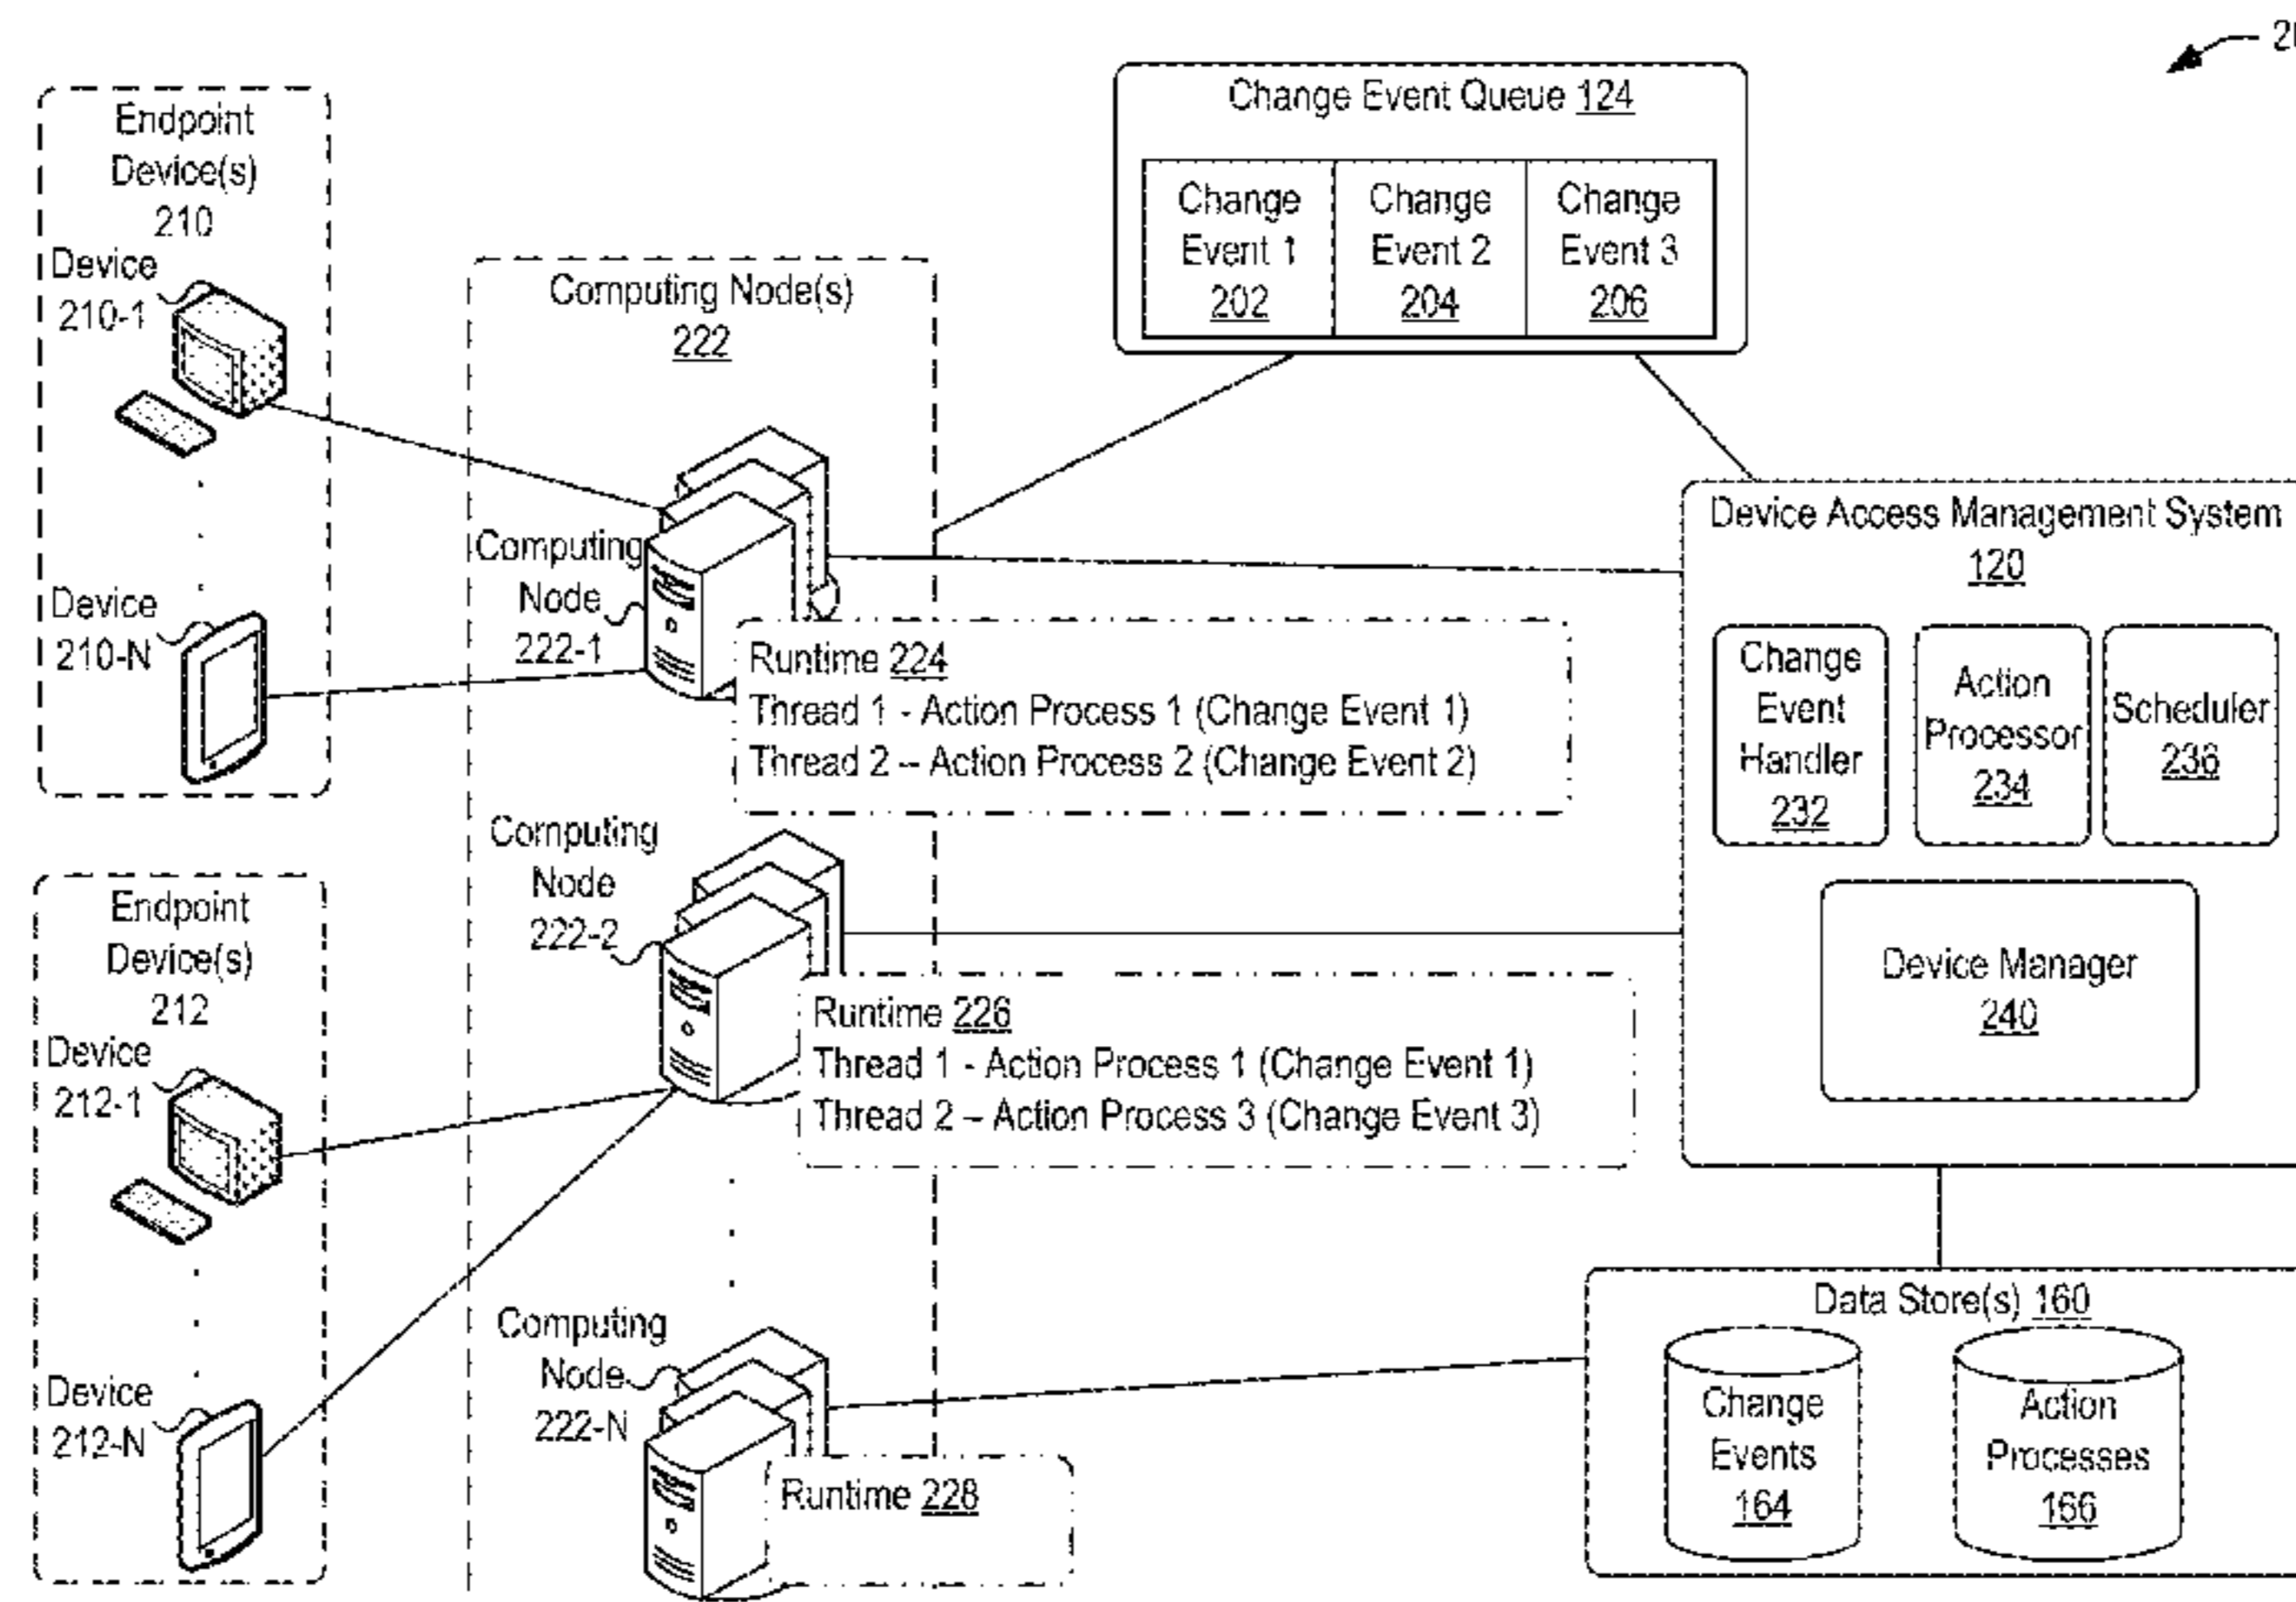 Endpoint
Device(s)
210
Device
210-1
Device
210-N
Endpoint
Device(s)
212
Device
212-1
Device
212-N
Computing Node(s)
222
Computing
Node
222-1
Runtime 224
Thread 1 - Action Process 1 (Change Event 1)
Thread 2 – Action Process 2 (Change Event 2)
Computing
Node
222-2
Runtime 226
Thread 1 - Action Process 1 (Change Event 1)
Thread 2 – Action Process 3 (Change Event 3)
Computing
Node
222-N
Runtime 228
Change Event Queue 124
Change
Event 1
202
Change
Event 2
204
Change
Event 3
206
Device Access Management System
120
Change
Event
Handler
232
Action
Processor
234
Scheduler
236
Device Manager
240
Data Store(s) 160
Change
Events
164
Action
Processes
166